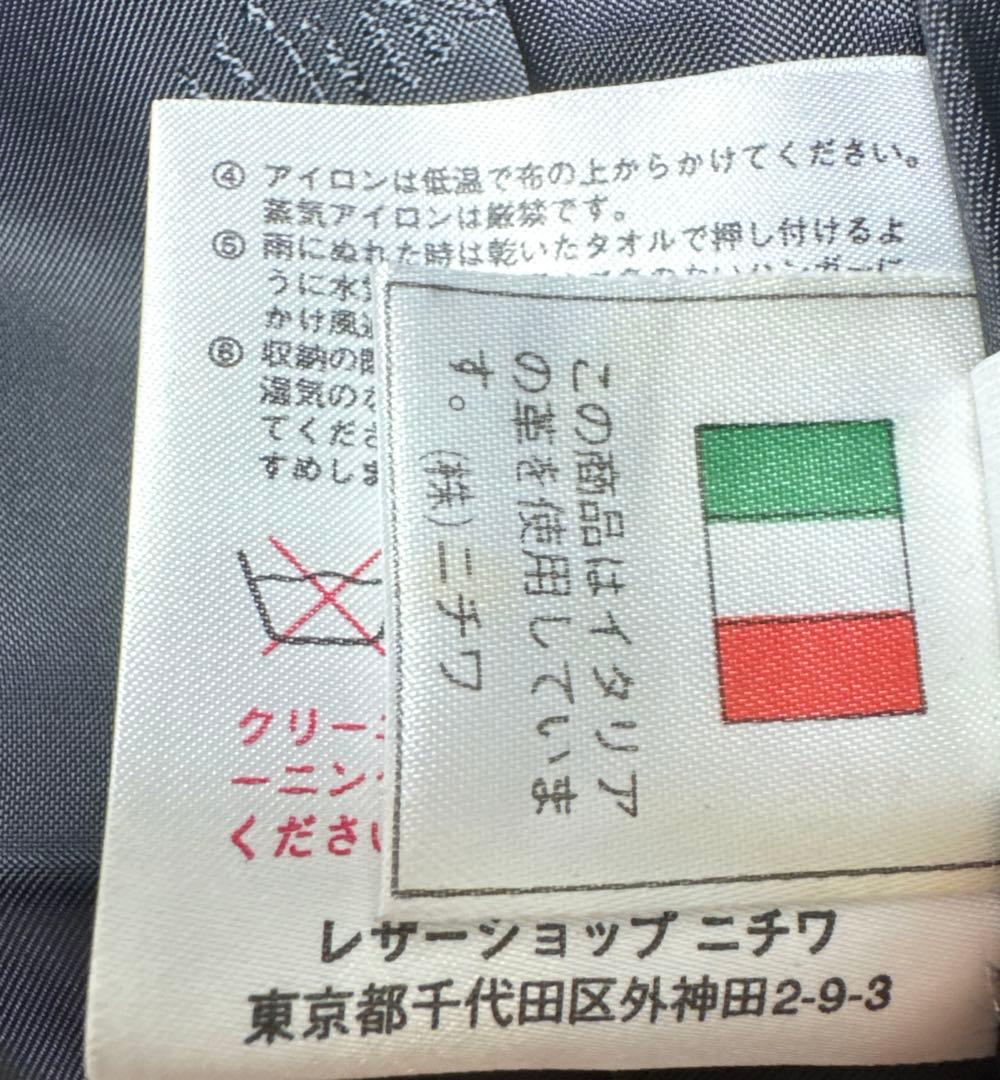 ④ アイロンは低温で布の上からかけてください。
蒸気アイロンは厳禁です。
⑤ 雨にぬれた時は乾いたタオルで押し付けるよ
うに水
かけ風
⑥ 収納の
湿気の
てくださ
すめしま
クリー
ーニン
ください
この商品はイタリア
の革を使用していま
す。 (株)ニチワ
レザーショップ ニチワ
東京都千代田区外神田2-9-3